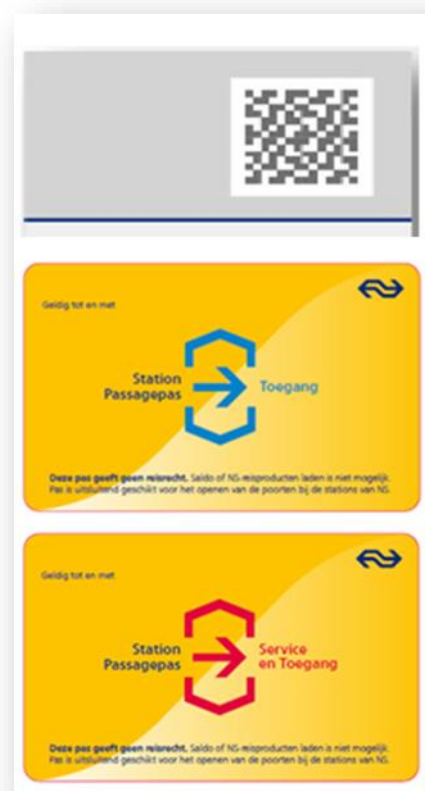 Geldig tot en met
Station
Passagepas
Toegang
Deze pas geeft geen reisrecht. Saldo of NS-reisproducten laden is niet mogelijk.
Pas is uitsluitend geschikt voor het openen van de poorten bij de stations van NS.
Geldig tot en met
Station
Passagepas
Service
en Toegang
Deze pas geeft geen reisrecht. Saldo of NS-reisproducten laden is niet mogelijk.
Pas is uitsluitend geschikt voor het openen van de poorten bij de stations van NS.